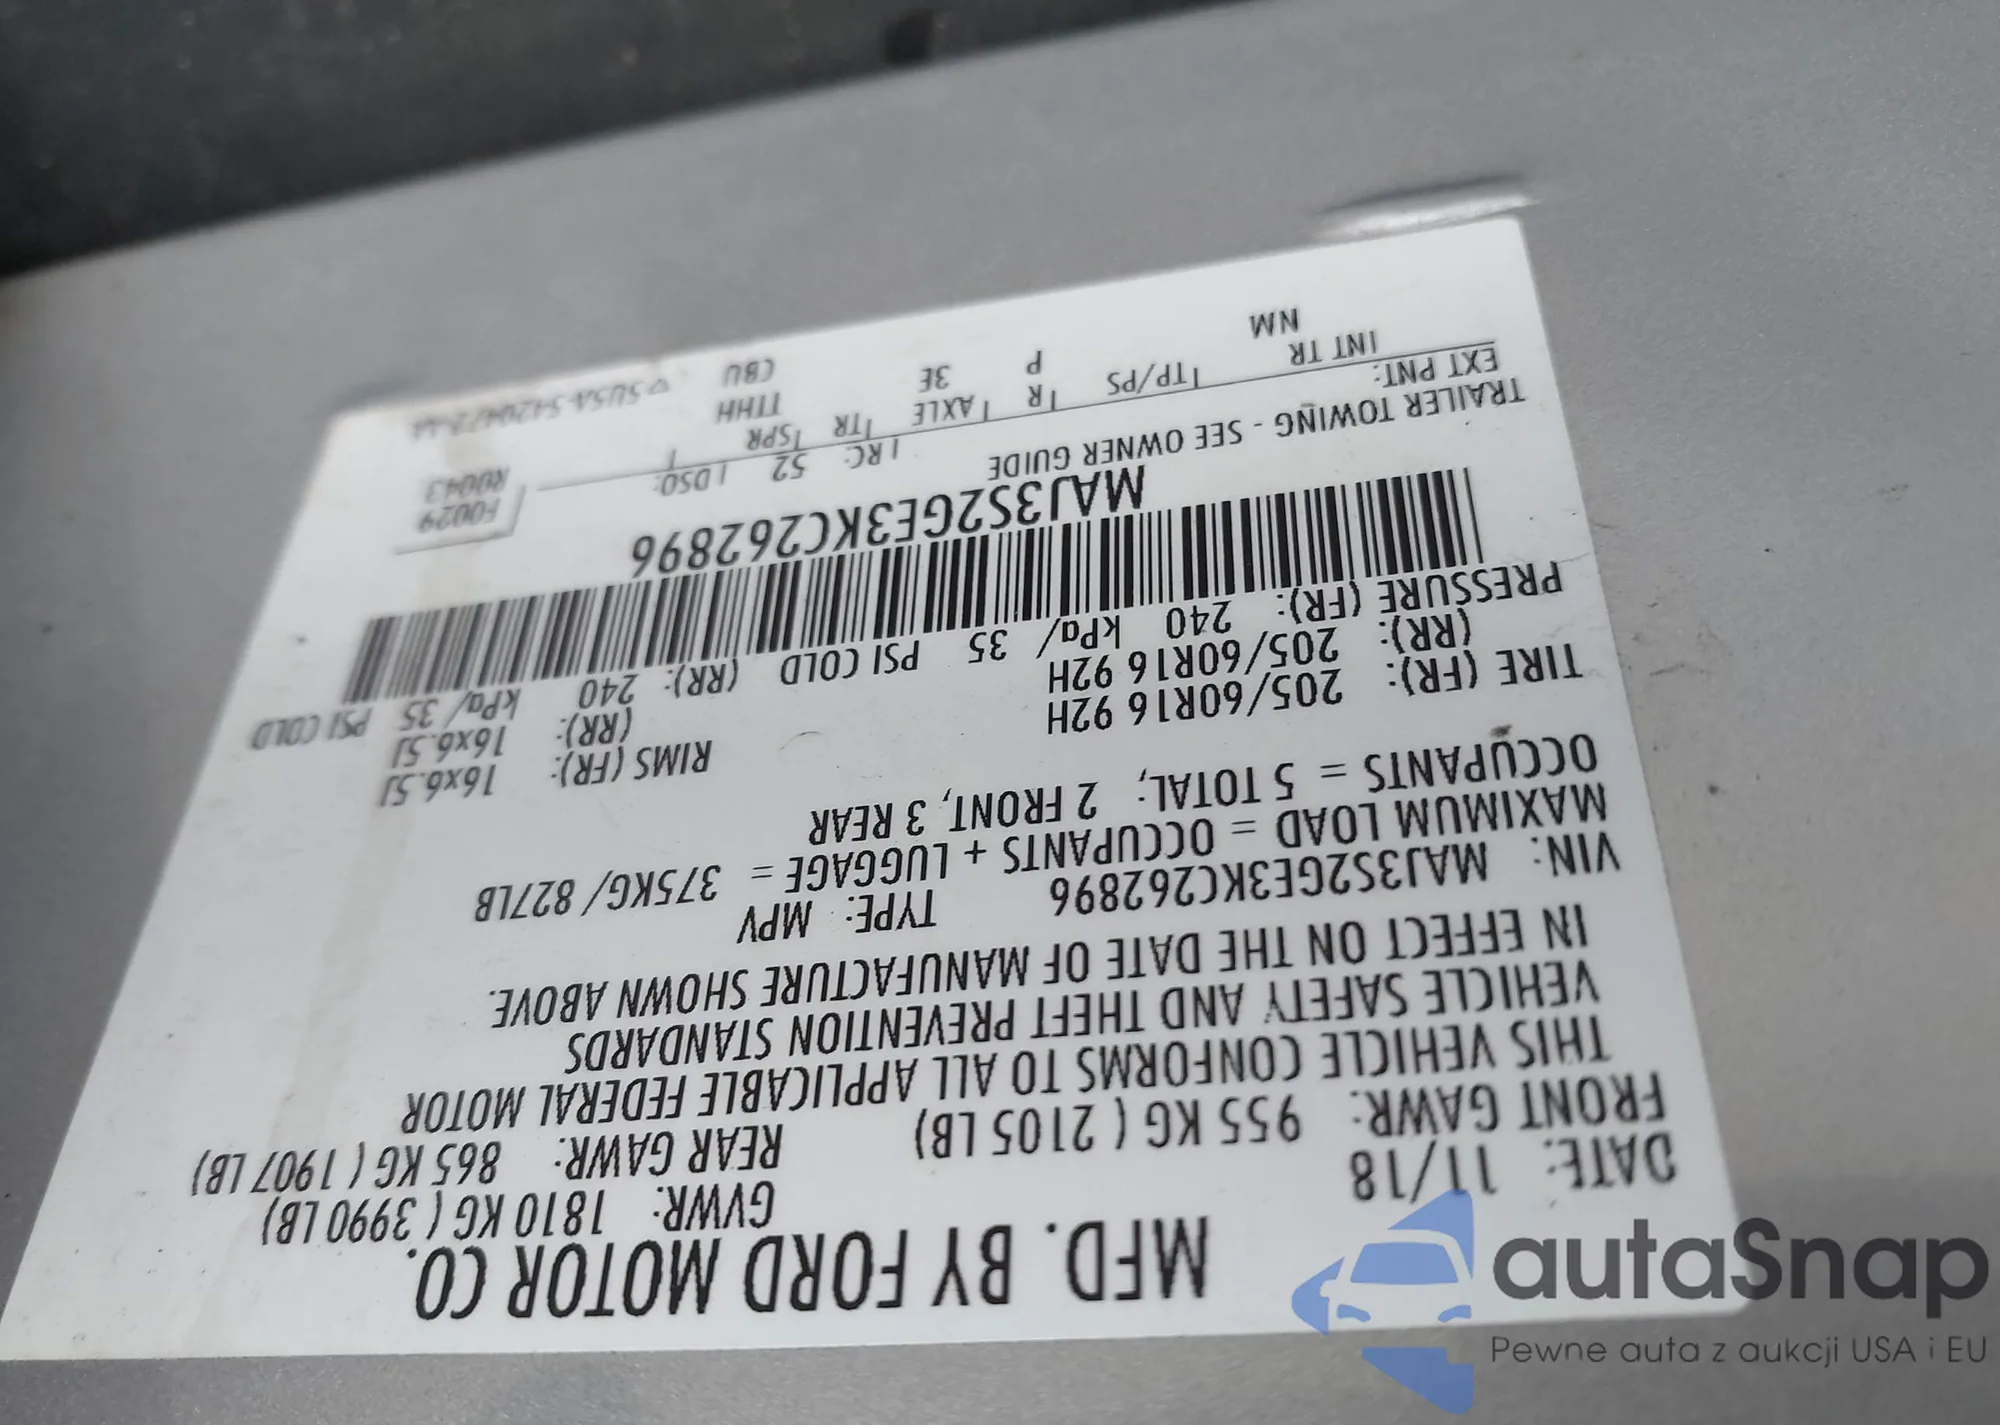 MFD. BY FORD MOTOR CO.
DATE: 11/18 GVWR: 1810 KG ( 3990 LB)
FRONT GAWR: 955 KG ( 2105 LB) REAR GAWR: 865 KG ( 1907 LB)
THIS VEHICLE CONFORMS TO ALL APPLICABLE FEDERAL MOTOR
VEHICLE SAFETY AND THEFT PREVENTION STANDARDS
IN EFFECT ON THE DATE OF MANUFACTURE SHOWN ABOVE.
VIN: MAJ3S2GE3KC262896 TYPE: MPV
MAXIMUM LOAD = OCCUPANTS + LUGGAGE = 375KG/ 827LB
OCCUPANTS = 5 TOTAL, 2 FRONT, 3 REAR
TIRE (FR): 205/60R16 92H RIMS (FR): 16x6.5J
(RR): 205/60R16 92H (RR): 16x6.5J
PRESSURE (FR): 240 kPa/ 35 PSI COLD (RR): 240 kPa/ 35 PSI COLD
MAJ3S2GE3KC262896
F0029
R0043
TRAILER TOWING - SEE OWNER GUIDE
EXT PNT: RC: 52 DSO:
INT TR TP/PS R AXLE TR SPR
NM P 3E TTHH
CBU
autaSnap
Pewne auta z aukcji USA i EU